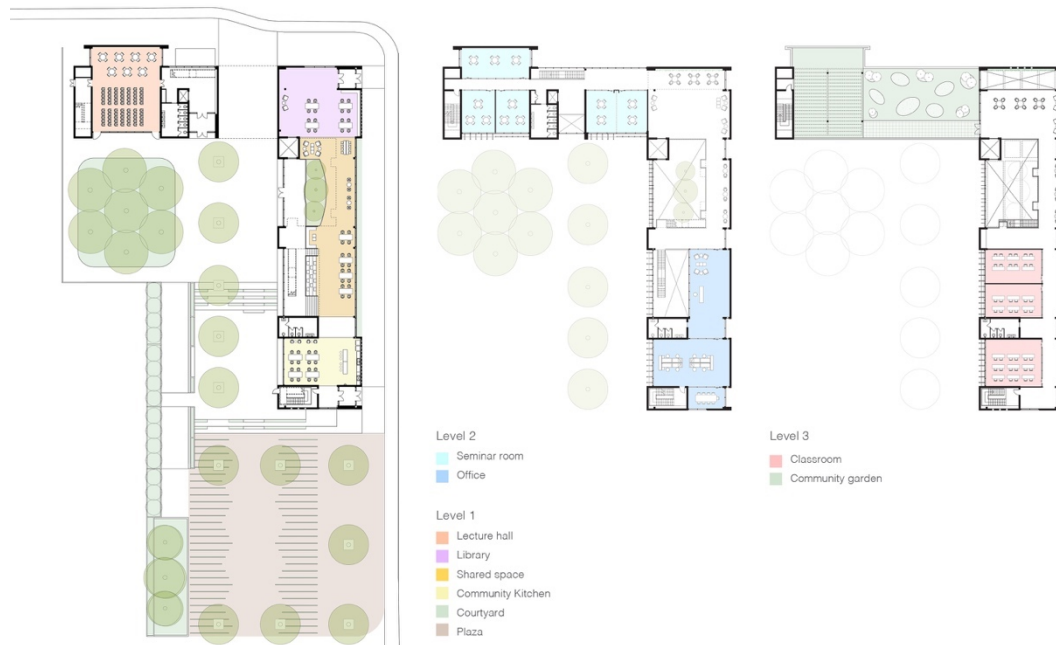 Level 2
Seminar room
Office
Level 1
Lecture hall
Library
Shared space
Community Kitchen
Courtyard
Plaza
Level 3
Classroom
Community garden